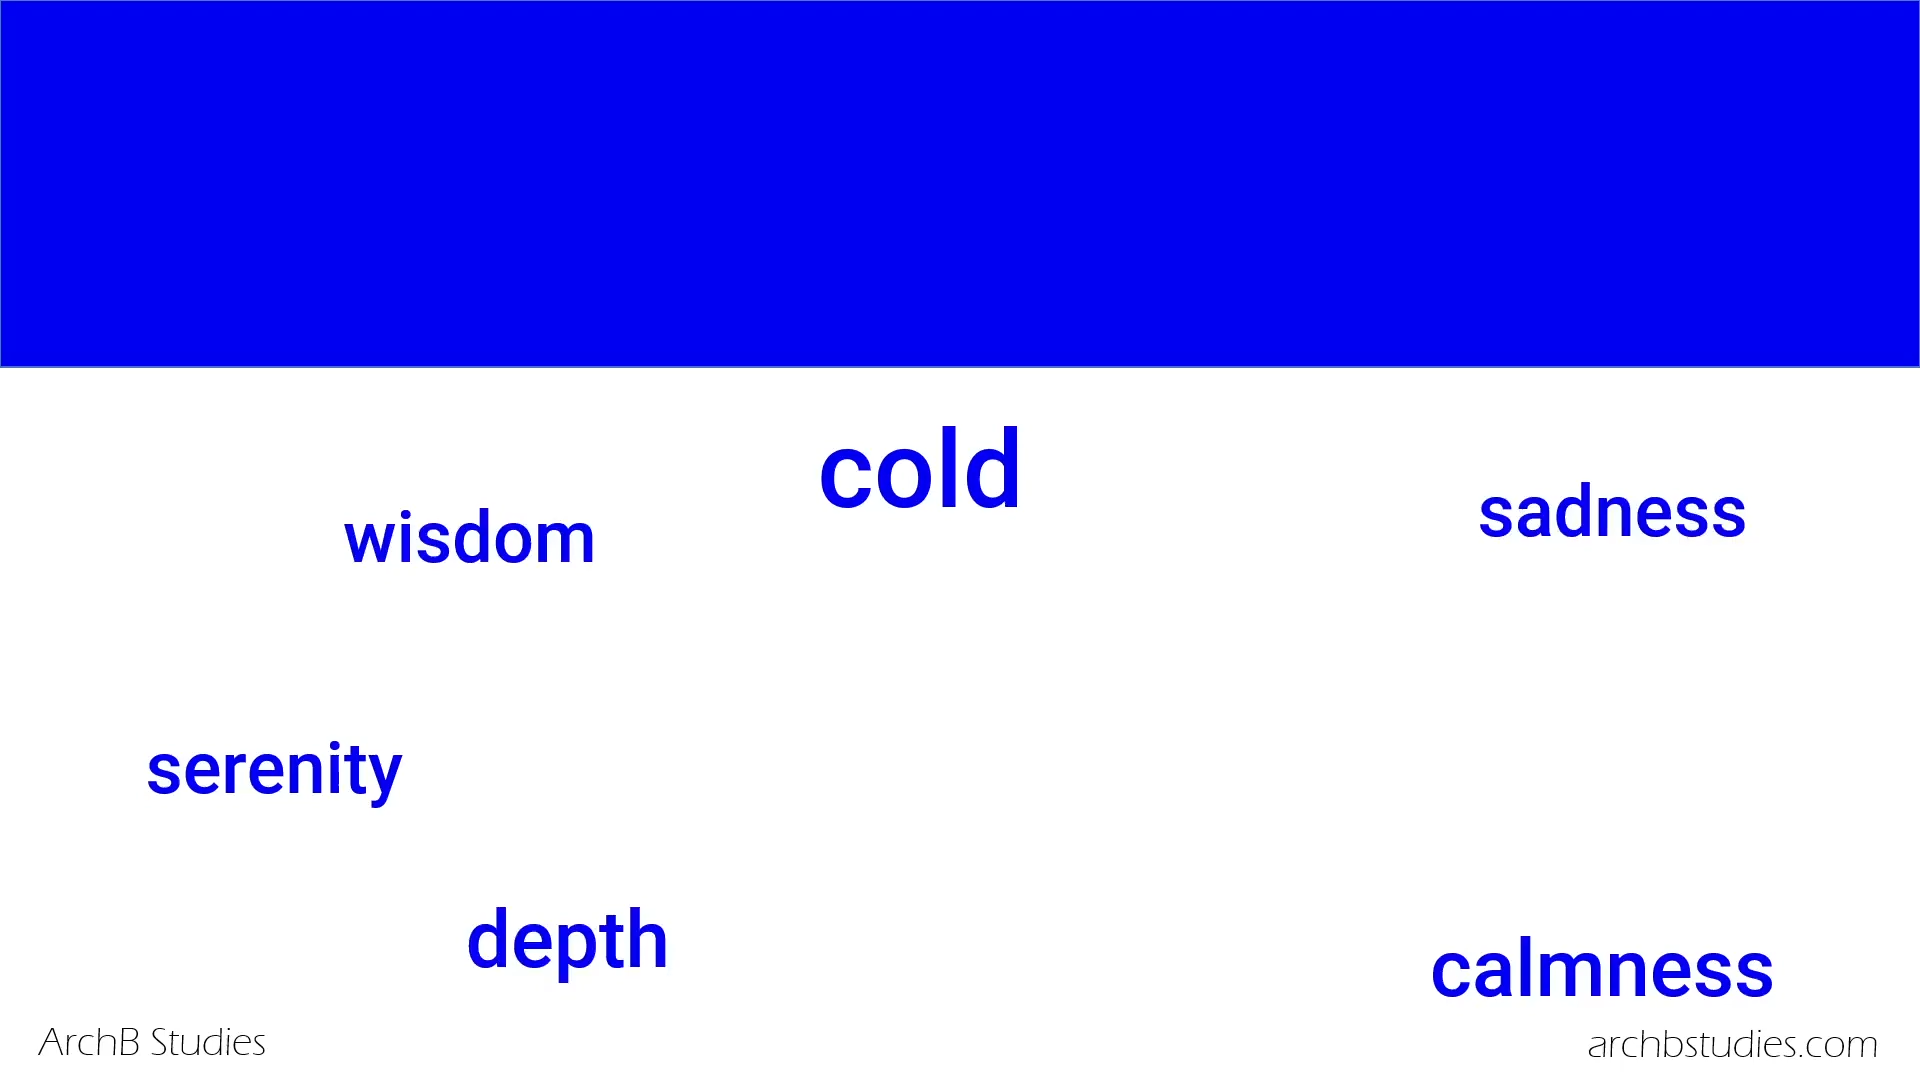 cold
sadness
wisdom
serenity
depth
calmness
ArchB Studies
archbstudies.com